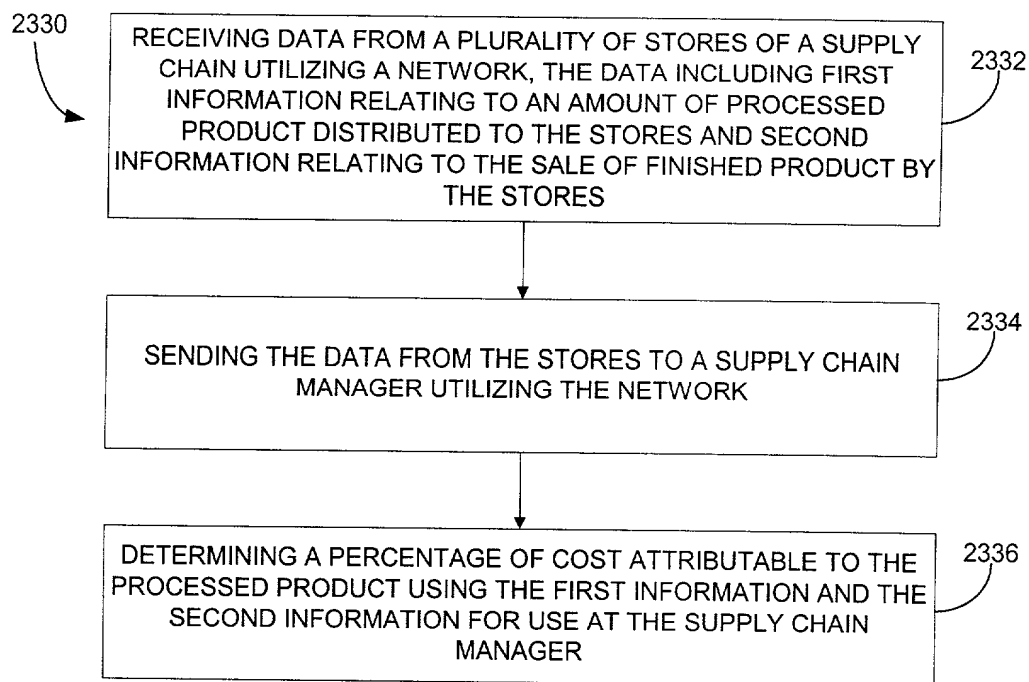 2330
RECEIVING DATA FROM A PLURALITY OF STORES OF A SUPPLY
CHAIN UTILIZING A NETWORK, THE DATA INCLUDING FIRST
INFORMATION RELATING TO AN AMOUNT OF PROCESSED
PRODUCT DISTRIBUTED TO THE STORES AND SECOND
INFORMATION RELATING TO THE SALE OF FINISHED PRODUCT BY
THE STORES
2332
SENDING THE DATA FROM THE STORES TO A SUPPLY CHAIN
MANAGER UTILIZING THE NETWORK
2334
DETERMINING A PERCENTAGE OF COST ATTRIBUTABLE TO THE
PROCESSED PRODUCT USING THE FIRST INFORMATION AND THE
SECOND INFORMATION FOR USE AT THE SUPPLY CHAIN
MANAGER
2336